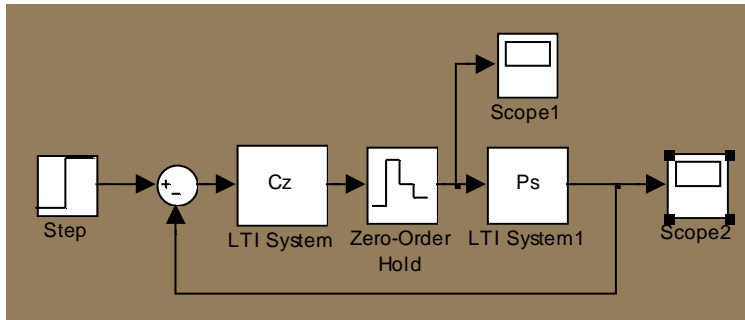 Scope1
+
−
Cz
Ps
Step
LTI System
Zero-Order
Hold
LTI System1
Scope2